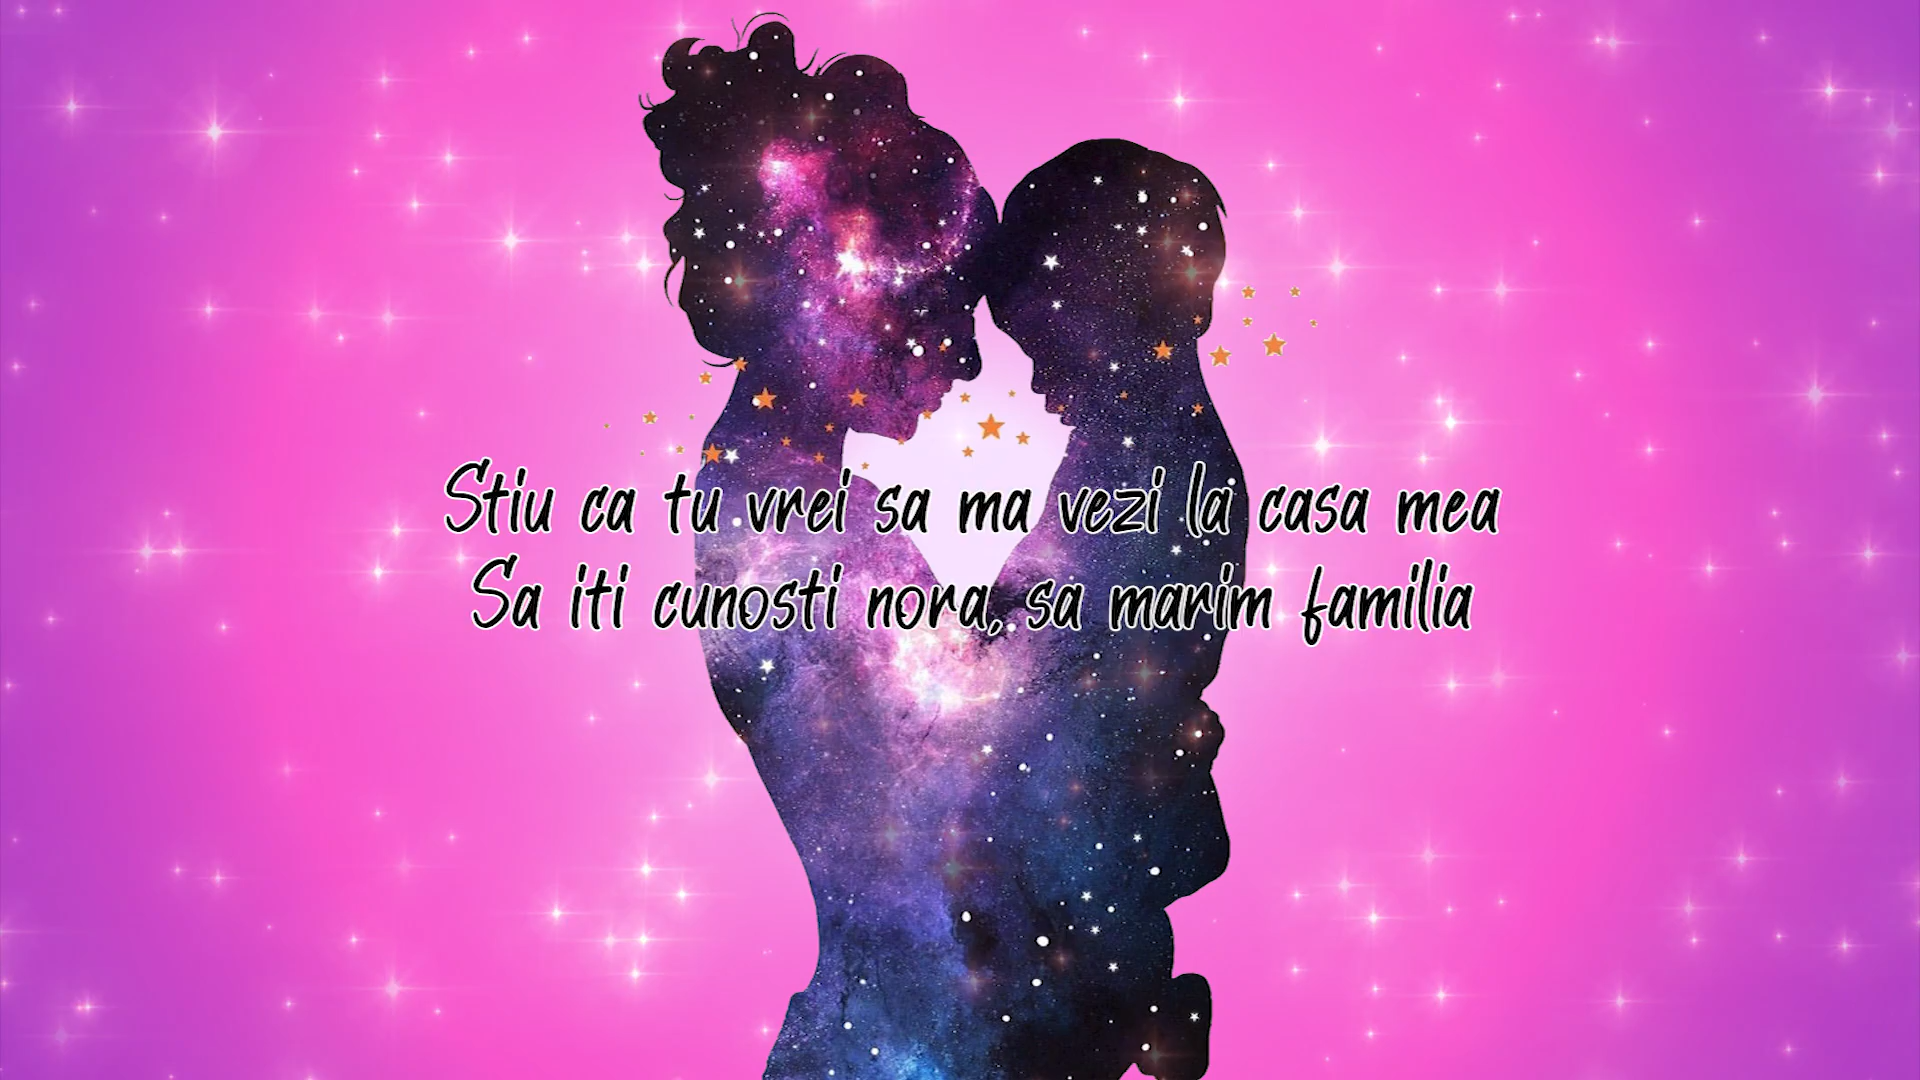 Stiu ca tu vrei sa ma vezi la casa mea
Sa iti cunosti nora, sa marim familia